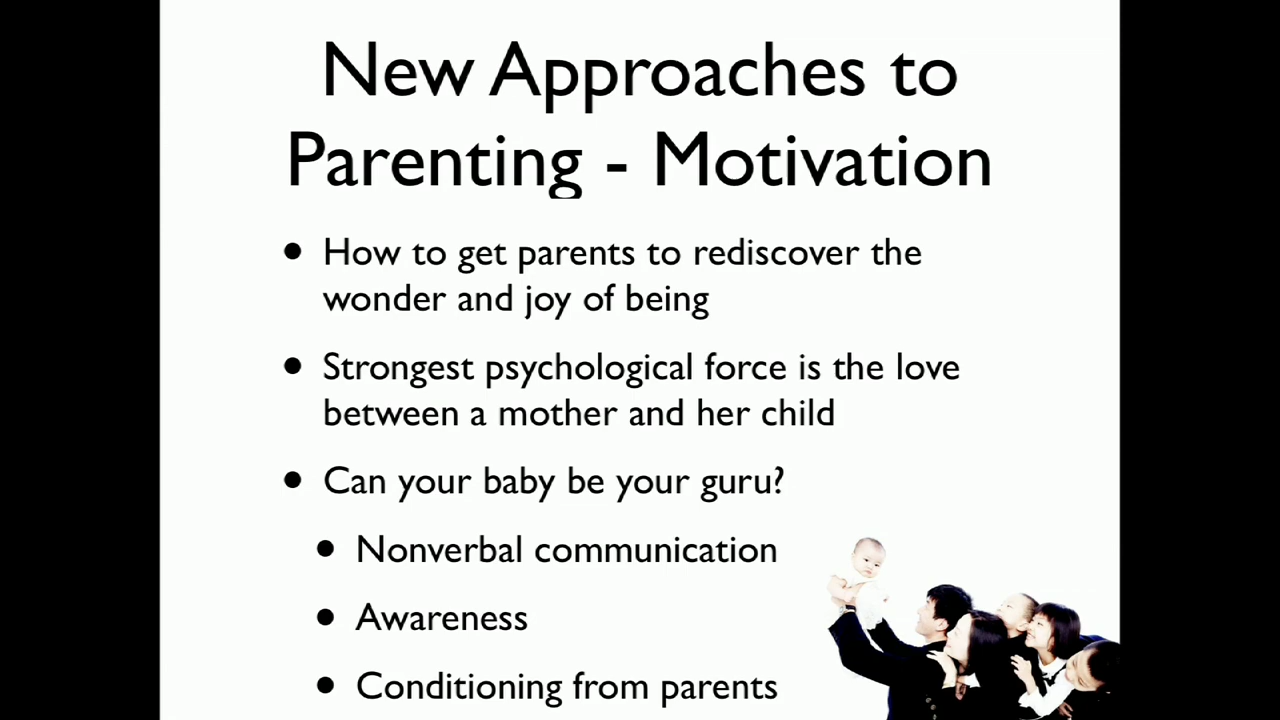 New Approaches to
Parenting - Motivation
• How to get parents to rediscover the
wonder and joy of being
• Strongest psychological force is the love
between a mother and her child
• Can your baby be your guru?
• Nonverbal communication
• Awareness
• Conditioning from parents